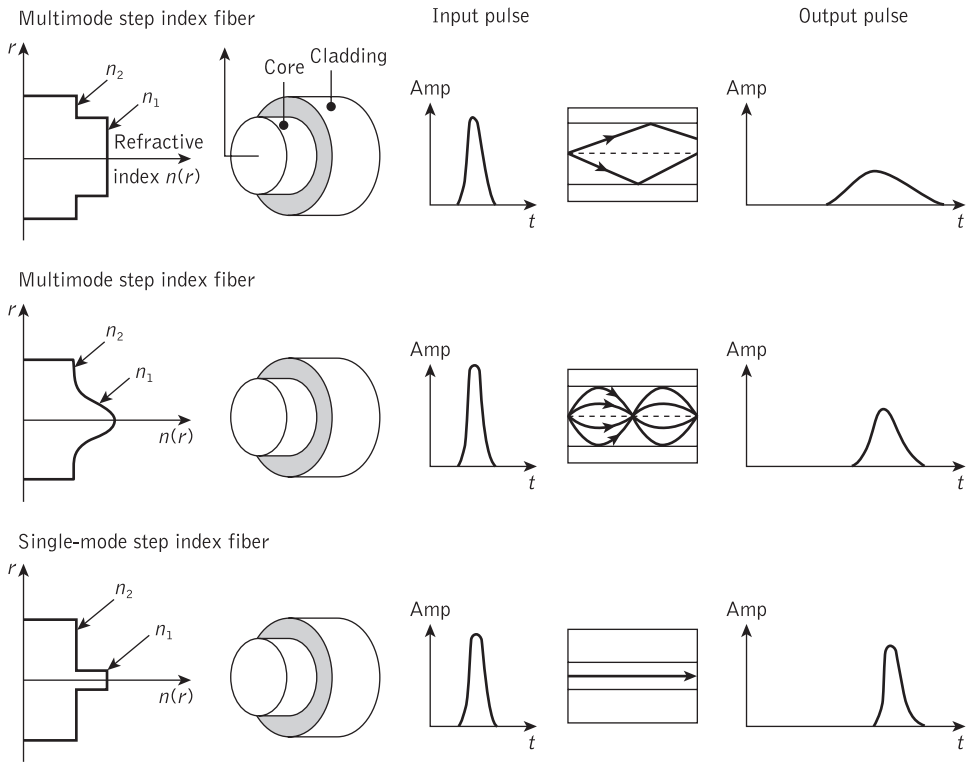 Multimode step index fiber
Input pulse
Output pulse
r
n₂
n₁
Refractive
index n(r)
Core
Cladding
Amp
t
Amp
t
Multimode step index fiber
r
n₂
n₁
n(r)
Amp
t
Amp
t
Single-mode step index fiber
r
n₂
n₁
n(r)
Amp
t
Amp
t